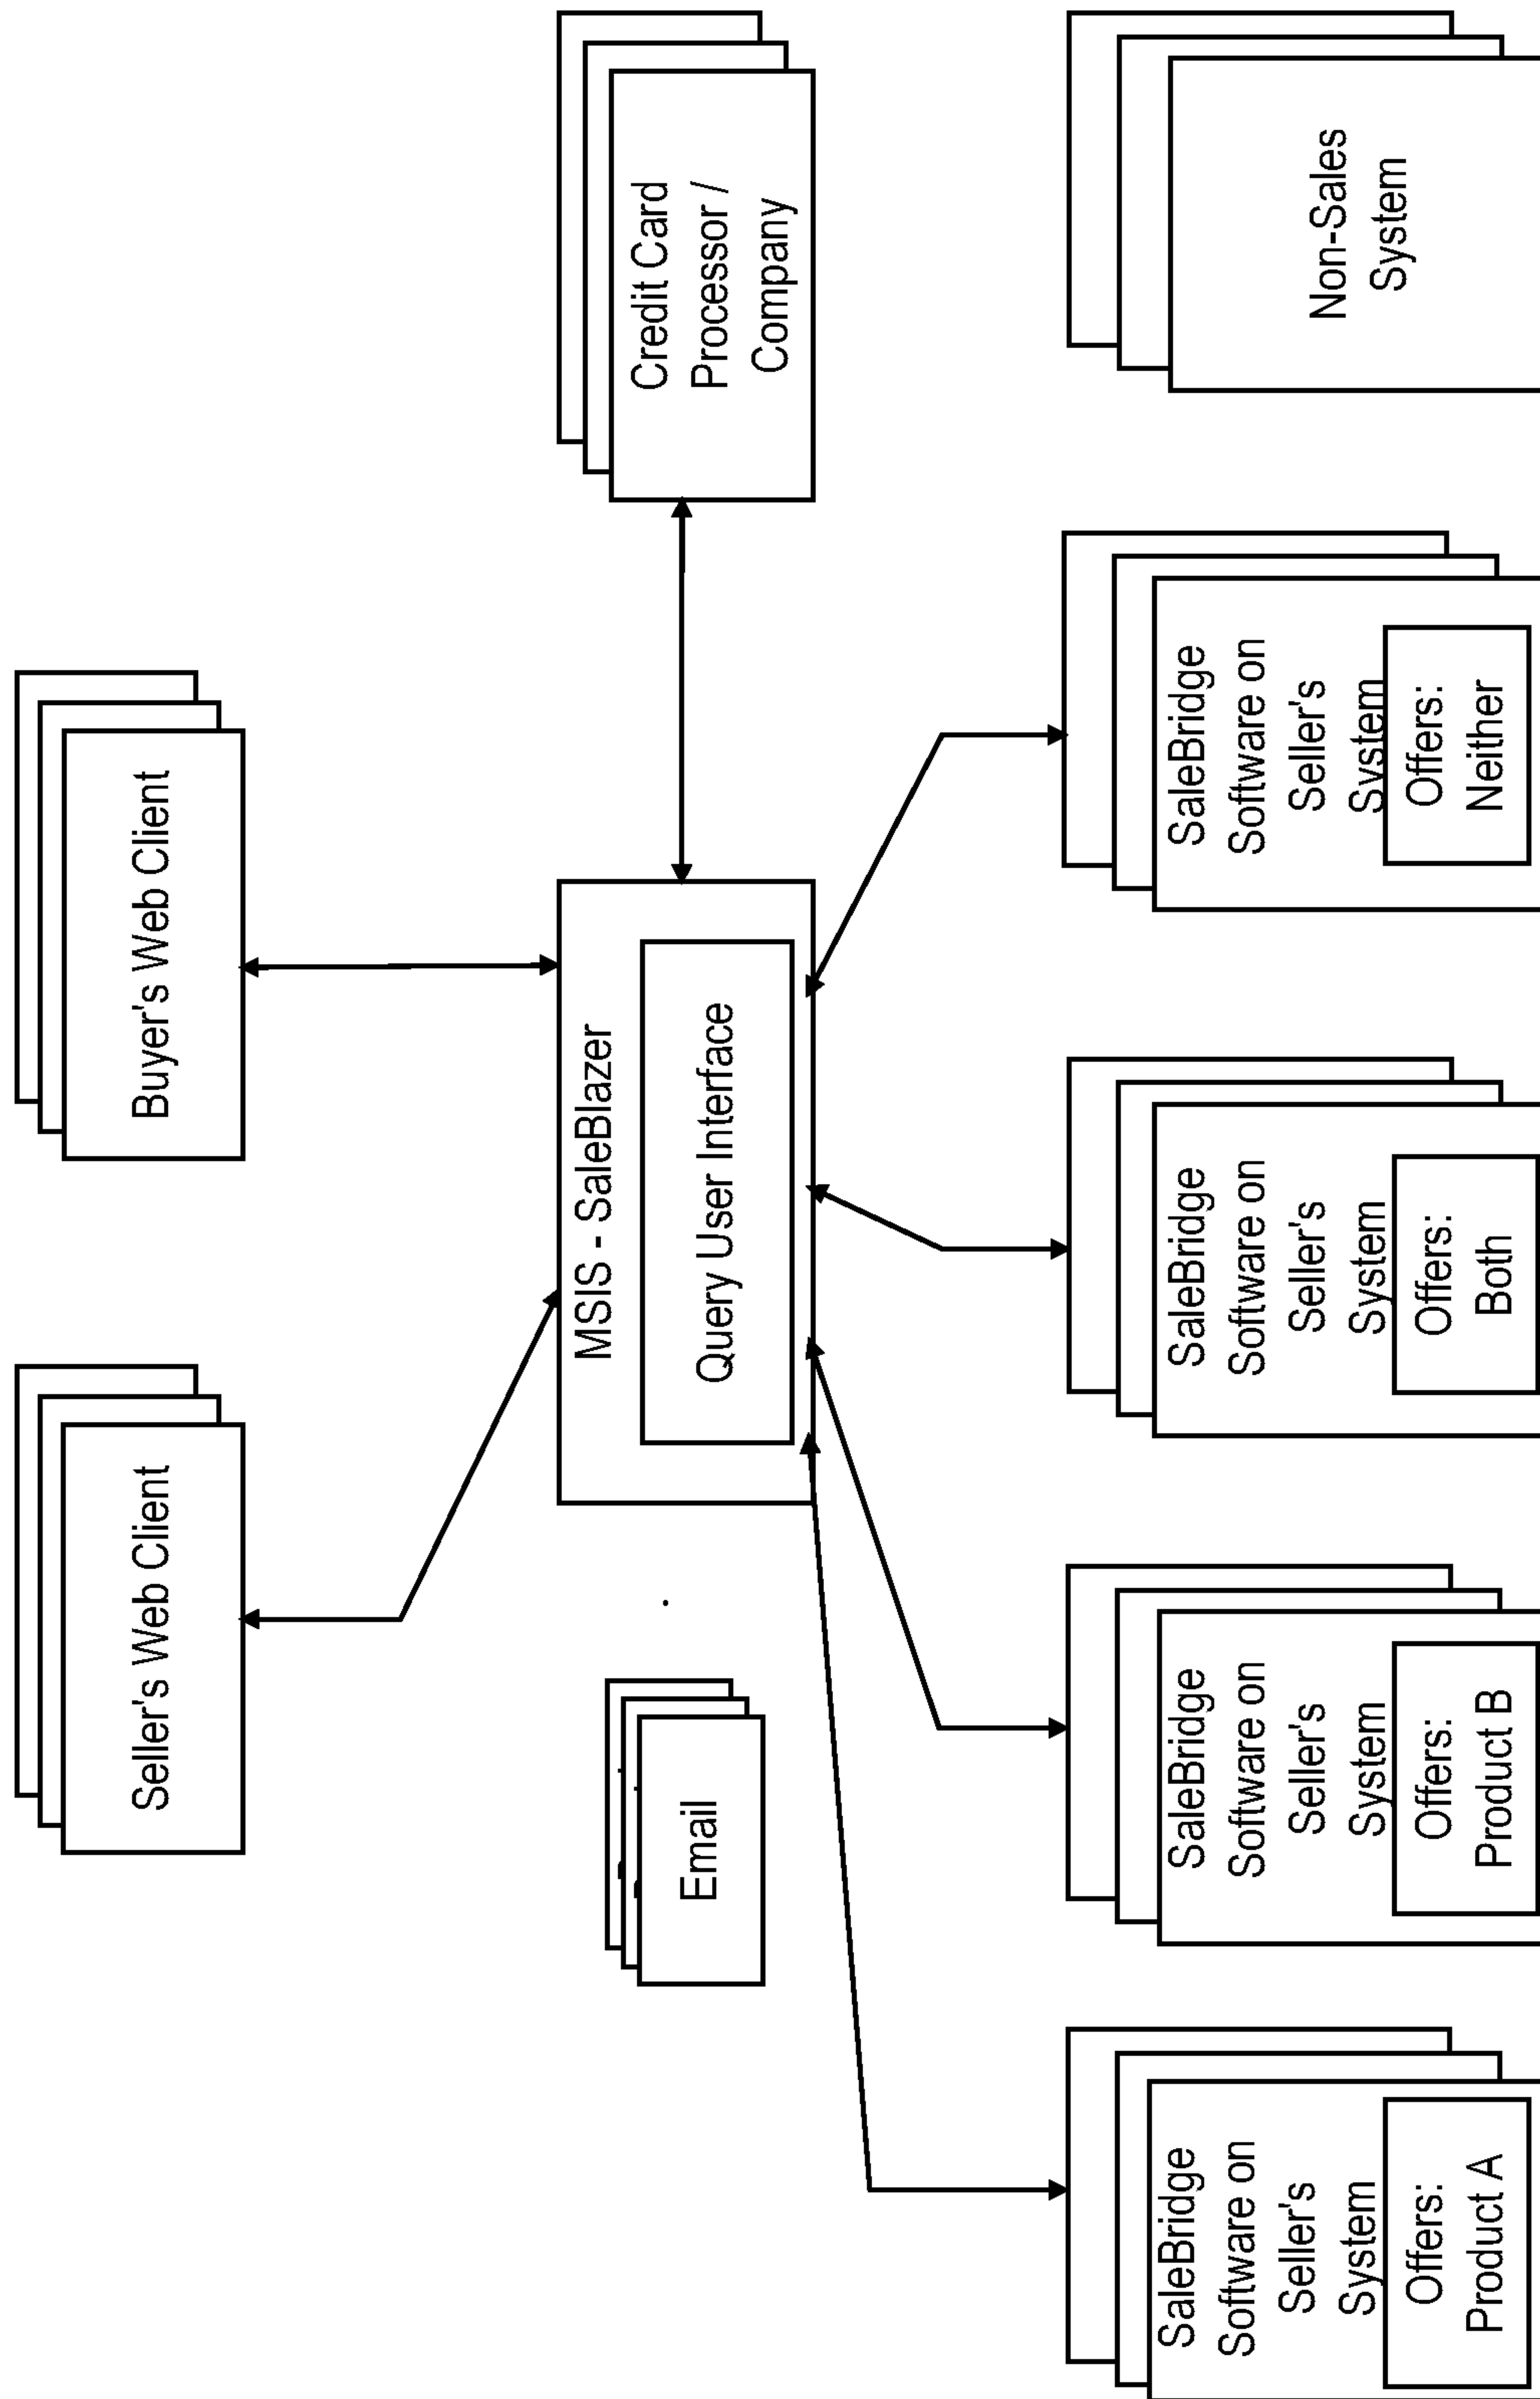 Seller's Web Client
Buyer's Web Client
Email
MSIS - SaleBlazer
Query User Interface
Credit Card
Processor /
Company
SaleBridge
Software on
Seller's
System
Offers:
Product A
SaleBridge
Software on
Seller's
System
Offers:
Product B
SaleBridge
Software on
Seller's
System
Offers:
Both
SaleBridge
Software on
Seller's
System
Offers:
Neither
Non-Sales
System